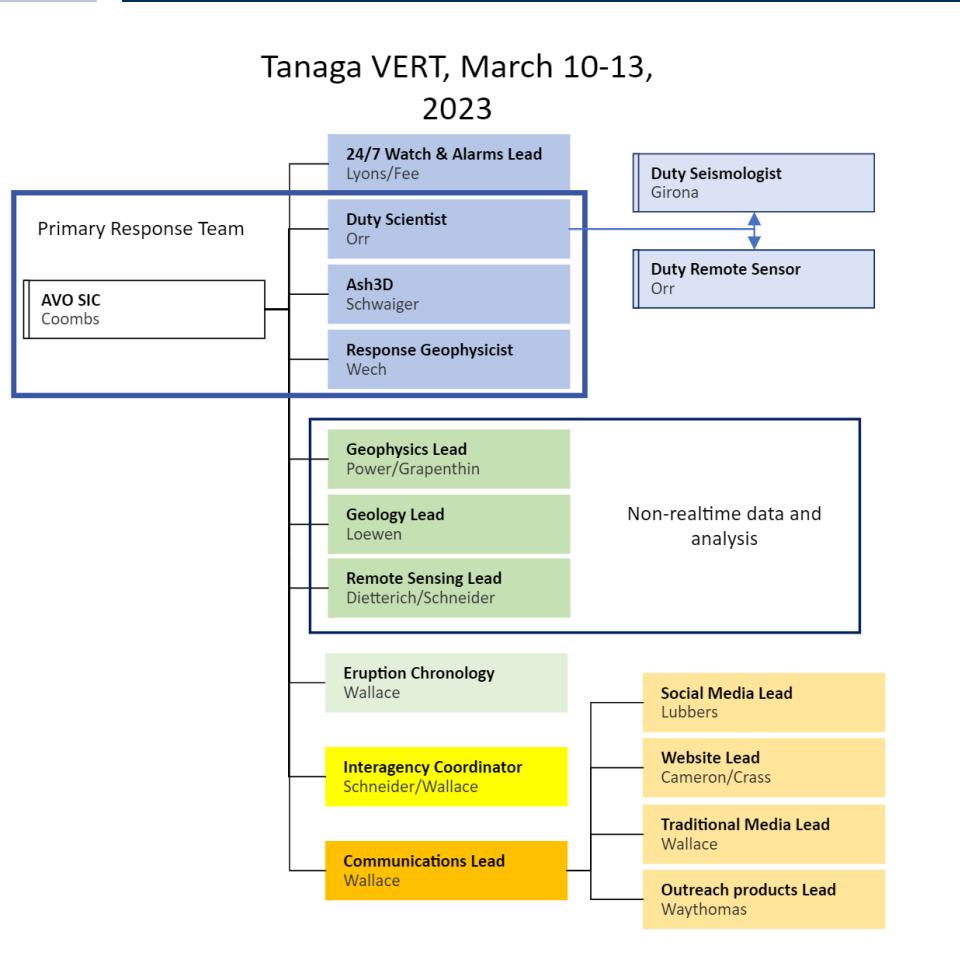 Tanaga VERT, March 10-13,
2023
24/7 Watch & Alarms Lead
Lyons/Fee
Primary Response Team
Duty Scientist
Orr
AVO SIC
Coombs
Ash3D
Schwaiger
Response Geophysicist
Wech
Duty Seismologist
Girona
Duty Remote Sensor
Orr
Geophysics Lead
Power/Grapenthin
Geology Lead
Loewen
Remote Sensing Lead
Dietterich/Schneider
Non-realtime data and
analysis
Eruption Chronology
Wallace
Interagency Coordinator
Schneider/Wallace
Communications Lead
Wallace
Social Media Lead
Lubbers
Website Lead
Cameron/Crass
Traditional Media Lead
Wallace
Outreach products Lead
Waythomas